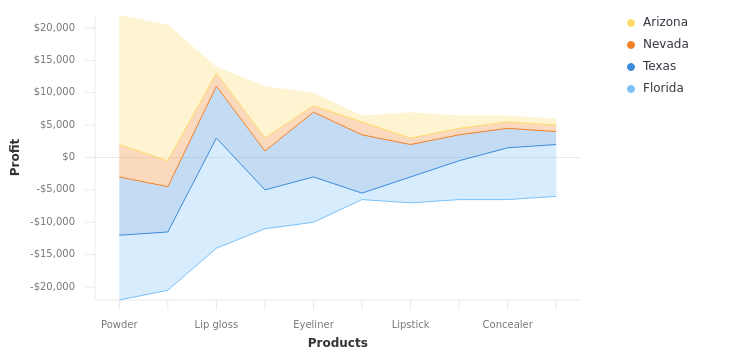 $20,000
$15,000
$10,000
$5,000
$0
-$5,000
-$10,000
-$15,000
-$20,000
Profit
Powder
Lip gloss
Eyeliner
Lipstick
Concealer
Products
Arizona
Nevada
Texas
Florida